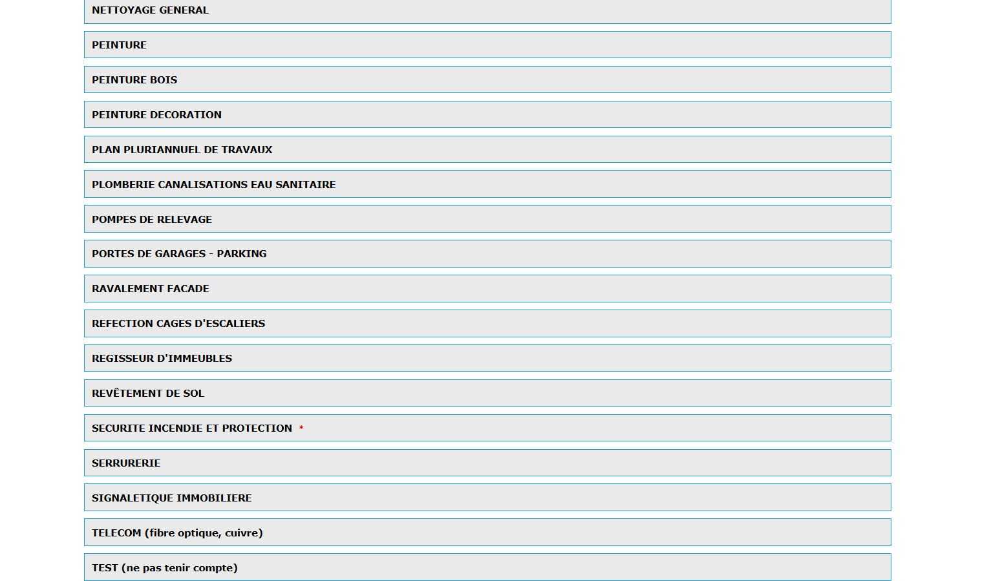 NETTOYAGE GENERAL
PEINTURE
PEINTURE BOIS
PEINTURE DECORATION
PLAN PLURIANNUEL DE TRAVAUX
PLOMBERIE CANALISATIONS EAU SANITAIRE
POMPES DE RELEVAGE
PORTES DE GARAGES - PARKING
RAVALEMENT FACADE
REFECTION CAGES D'ESCALIERS
REGISSEUR D'IMMEUBLES
REVÊTEMENT DE SOL
SECURITE INCENDIE ET PROTECTION *
SERRURERIE
SIGNALETIQUE IMMOBILIERE
TELECOM (fibre optique, cuivre)
TEST (ne pas tenir compte)